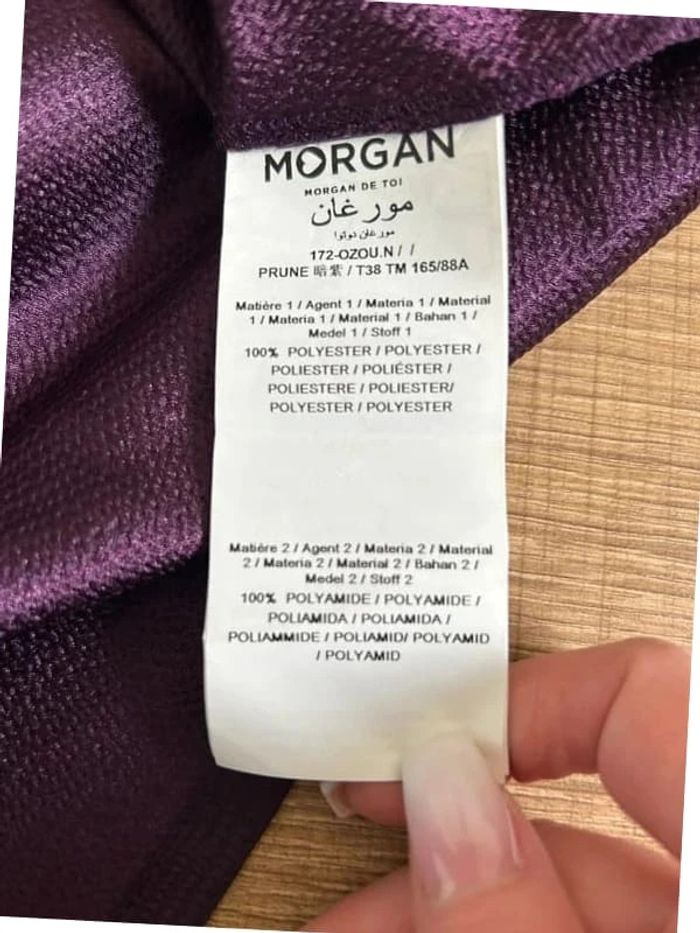 MORGAN
MORGAN DE TOI
مورغان
مورغان دوتوا
172-OZOU.N / /
PRUNE 暗紫 / T38 TM 165/88A
Matière 1 / Agent 1 / Materia 1 / Material
1 / Materia 1 / Material 1 / Bahan 1 /
Medel 1 / Stoff 1
100% POLYESTER / POLYESTER /
POLIESTER / POLIÉSTER /
POLIESTERE / POLIESTER/
POLYESTER / POLYESTER
Matière 2 / Agent 2 / Materia 2 / Material
2 / Materia 2 / Material 2 / Bahan 2 /
Medel 2 / Stoff 2
100% POLYAMIDE / POLYAMIDE /
POLIAMIDA / POLIAMIDA /
POLIAMMIDE / POLIAMID/ POLYAMID
/ POLYAMID